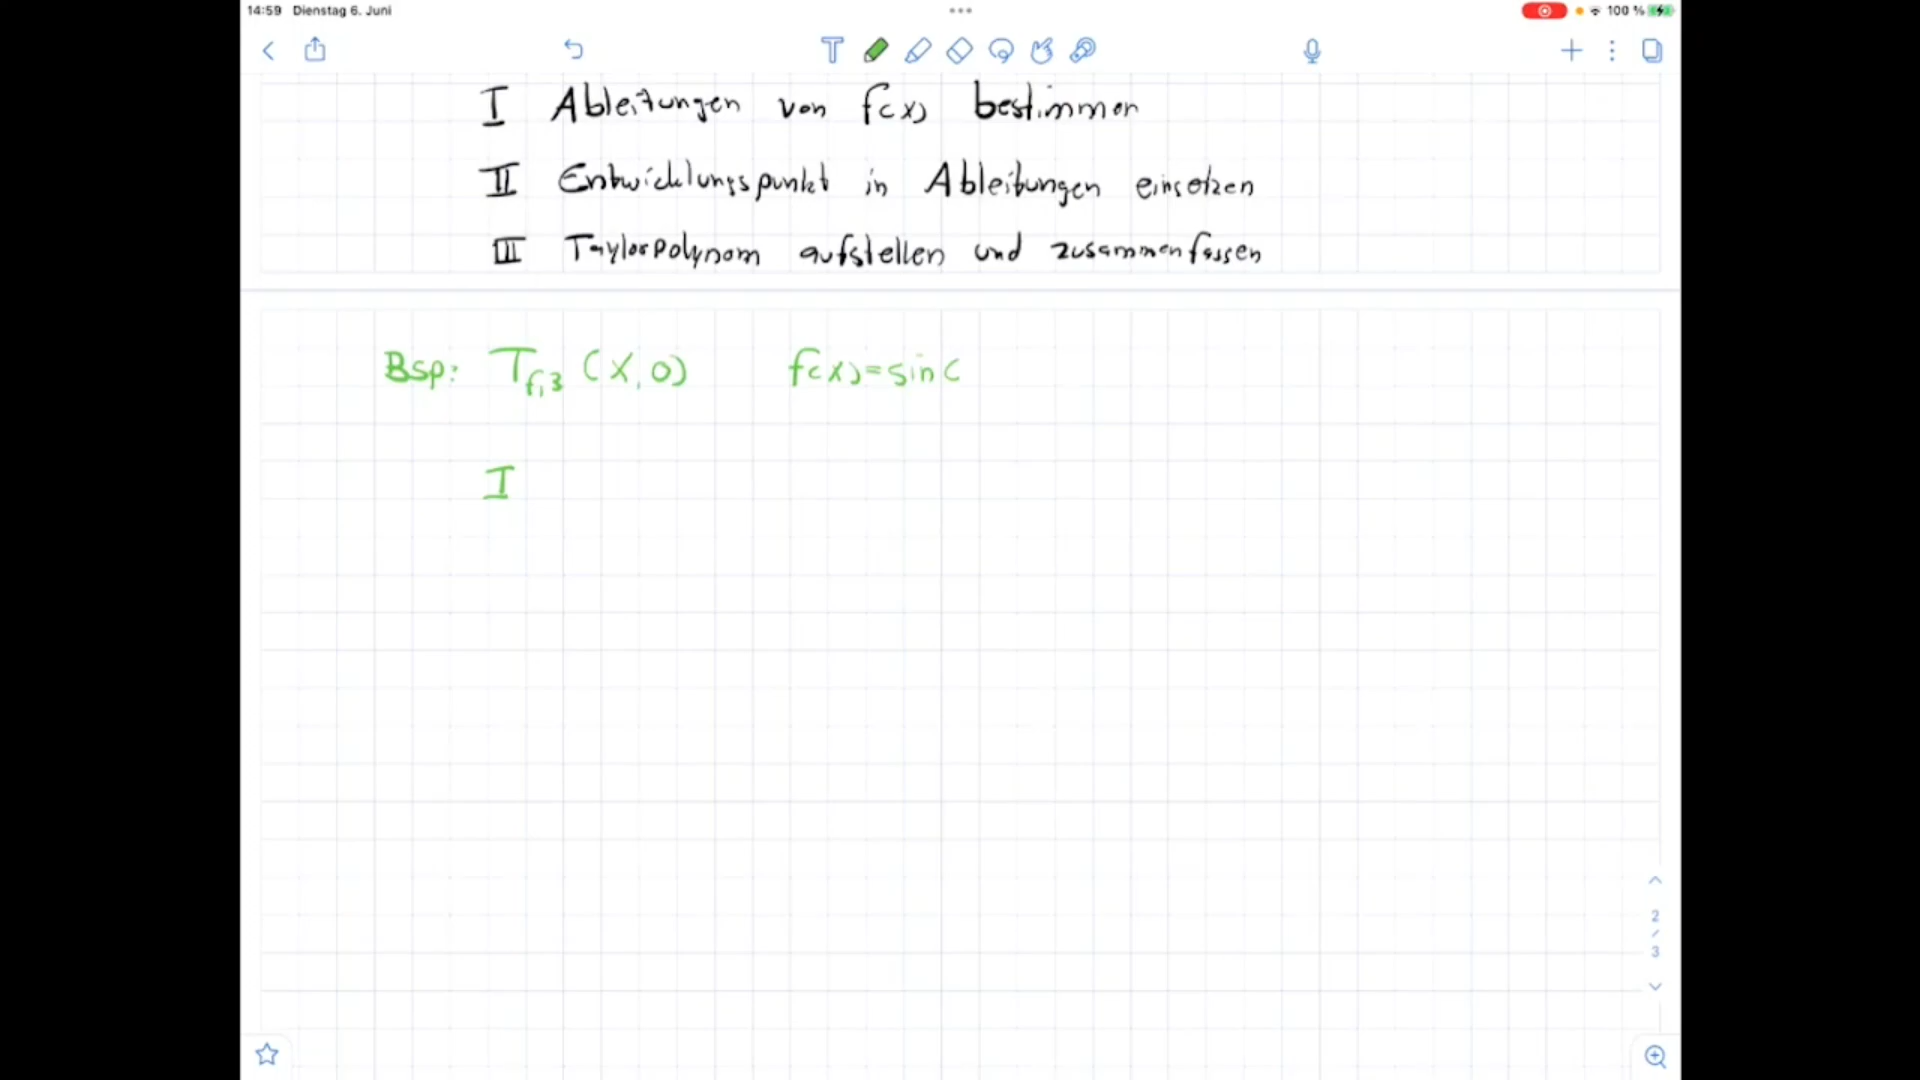 14:59 Dienstag 6. Juni
100 %
I Ableitungen von f(x) bestimmen
II Entwicklungspunkt in Ableitungen einsetzen
III Taylorpolynom aufstellen und zusammenfassen
Bsp: T_{f,3} (x,0) f(x)=sin(
I
2
3